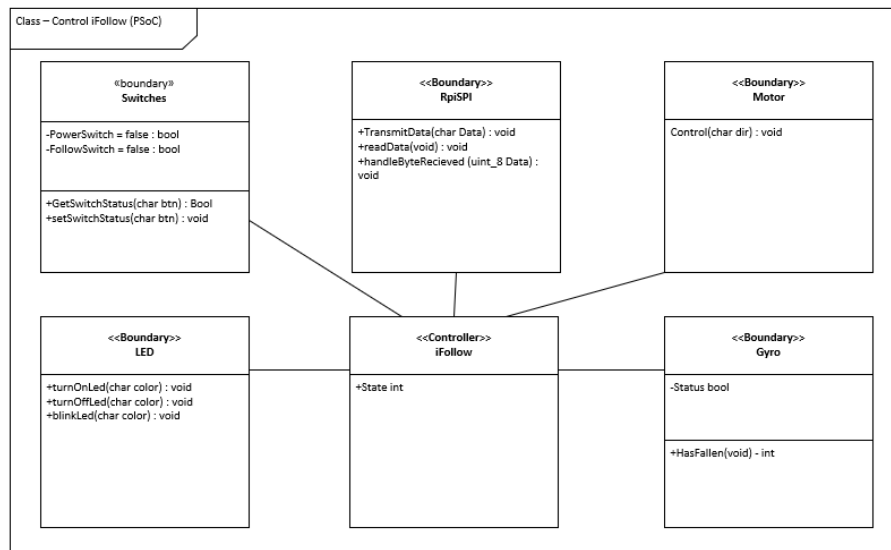 Class – Control iFollow (PSoC)
«boundary»
Switches
-PowerSwitch = false : bool
-FollowSwitch = false : bool
+GetSwitchStatus(char btn) : Bool
+setSwitchStatus(char btn) : void
<<Boundary>>
RpiSPI
+TransmitData(char Data) : void
+readData(void) : void
+handleByteRecieved (uint_8 Data) :
void
<<Boundary>>
Motor
Control(char dir) : void
<<Boundary>>
LED
+turnOnLed(char color) : void
+turnOffLed(char color) : void
+blinkLed(char color) : void
<<Controller>>
iFollow
+State int
<<Boundary>>
Gyro
-Status bool
+HasFallen(void) - int